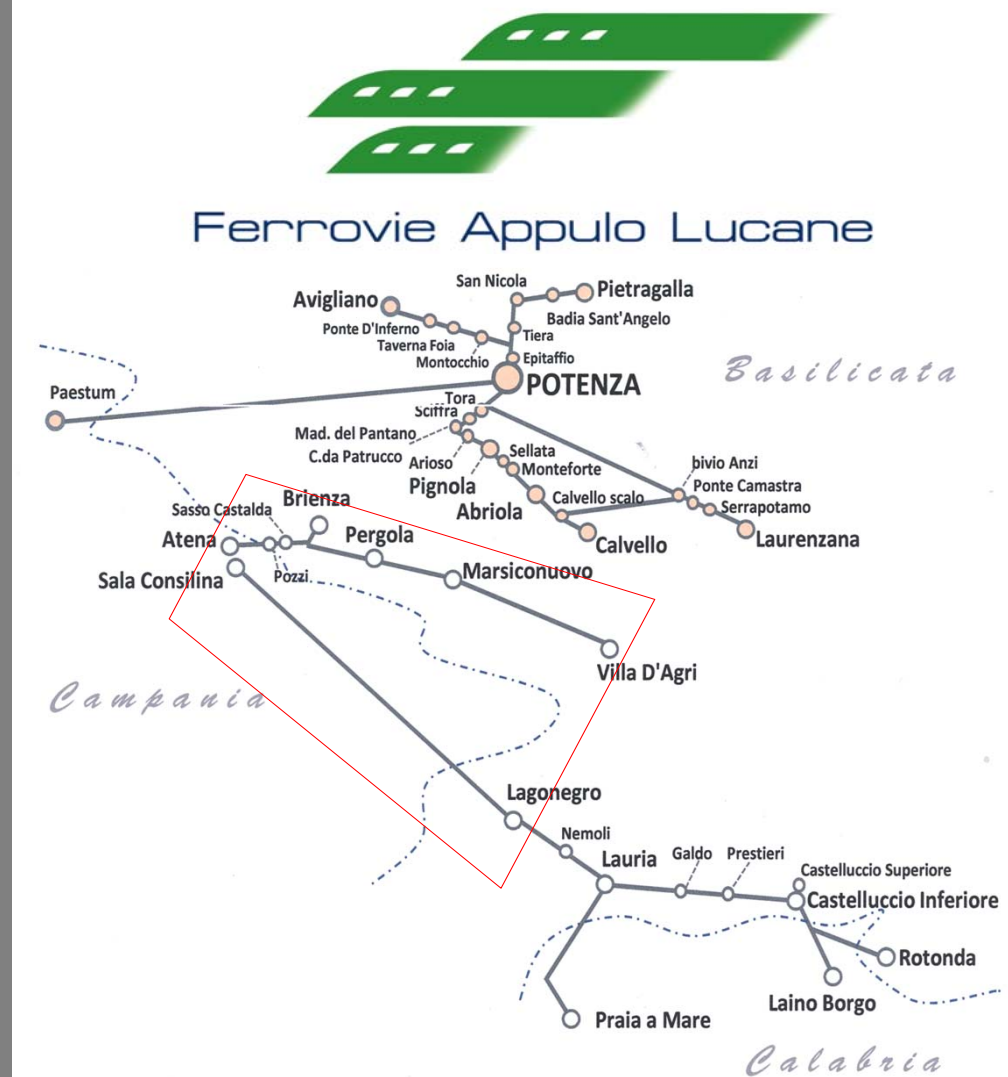 Ferrovie Appulo Lucane
San Nicola
Pietragalla
Avigliano
Badia Sant'Angelo
Ponte D'Inferno
Tiera
Taverna Foia
Montocchio
Epitaffio
Basilicata
POTENZA
Paestum
Tora
Sciffra
Mad. del Pantano
C.da Patrucco
Sellata
Arioso
Monteforte
bivio Anzi
Pignola
Ponte Camastra
Calvello scalo
Brienza
Serrapotamo
Sasso Castalda
Abriola
Pergola
Laurenzana
Atena
Calvello
Marsiconuovo
Sala Consilina
Pozzi
Villa D'Agri
Campania
Lagonegro
Nemoli
Lauria
Galdo
Prestieri
Castelluccio Superiore
Castelluccio Inferiore
Rotonda
Laino Borgo
Praia a Mare
Calabria